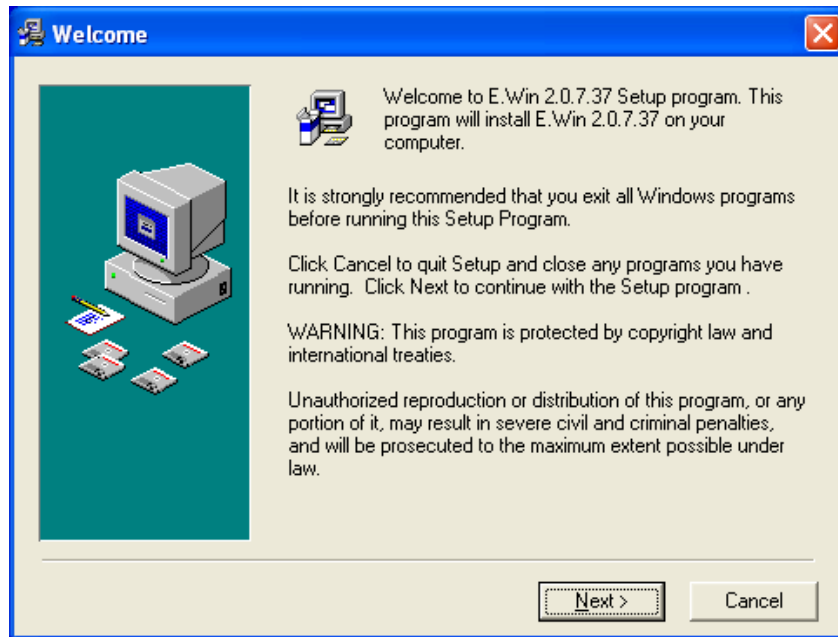 Welcome
Welcome to E.Win 2.0.7.37 Setup program. This
program will install E.Win 2.0.7.37 on your
computer.
It is strongly recommended that you exit all Windows programs
before running this Setup Program.
Click Cancel to quit Setup and close any programs you have
running.  Click Next to continue with the Setup program .
WARNING: This program is protected by copyright law and
international treaties.
Unauthorized reproduction or distribution of this program, or any
portion of it, may result in severe civil and criminal penalties,
and will be prosecuted to the maximum extent possible under
law.
Next >
Cancel